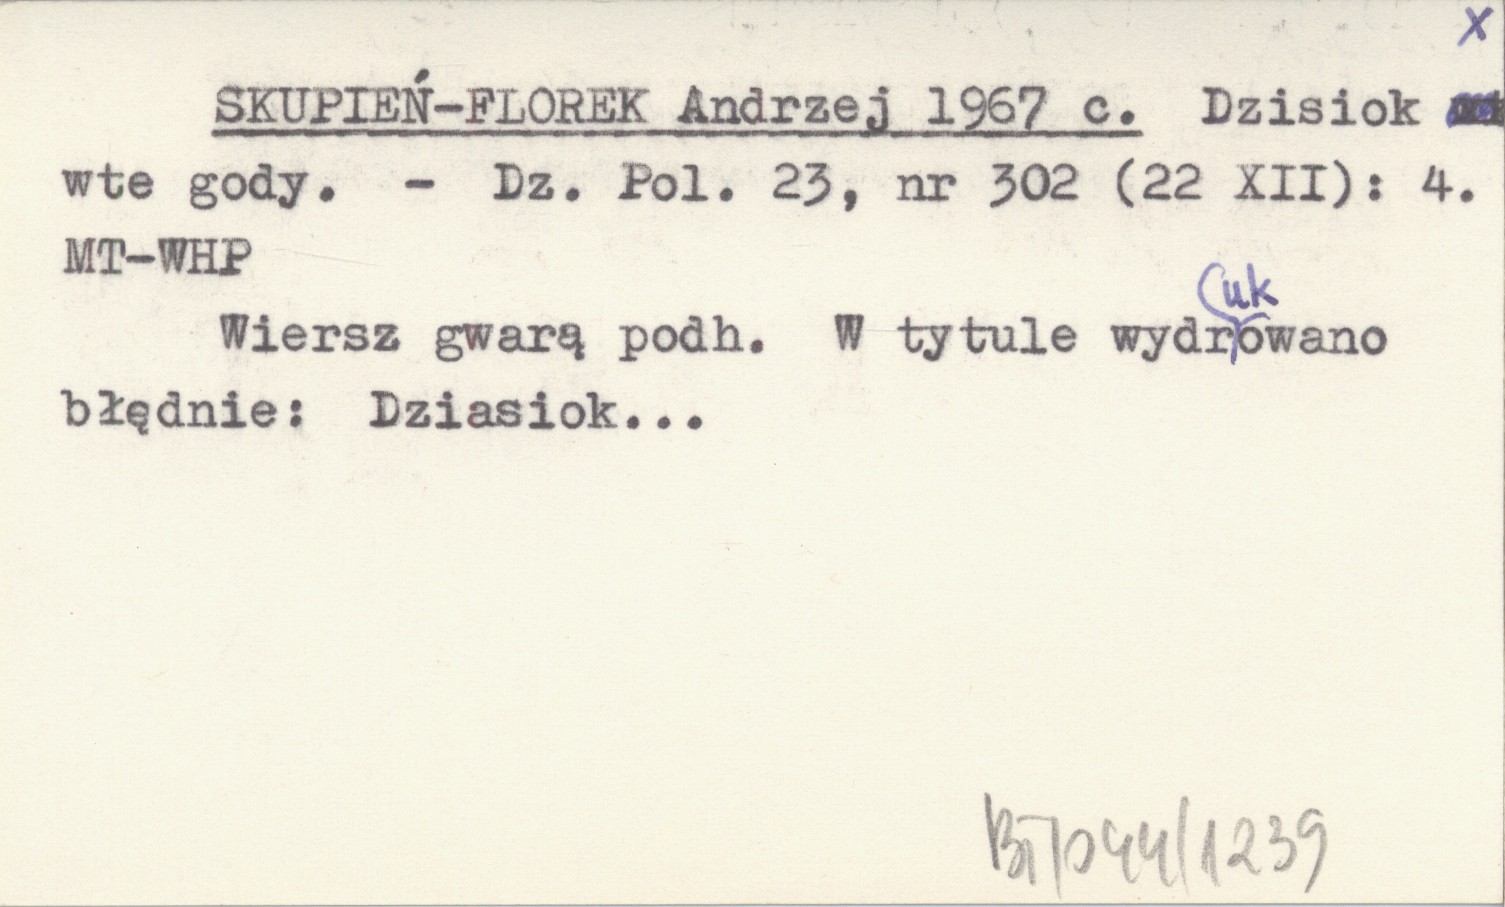 x
SKUPIEŃ-FLOREK Andrzej 1967 c. Dzisiok
wte gody. - Dz. Pol. 23, nr 302 (22 XII): 4.
MT-WHP
uk
Wiersz gwarą podh. W tytule wydrowano
błędnie: Dziasiok...
/1239